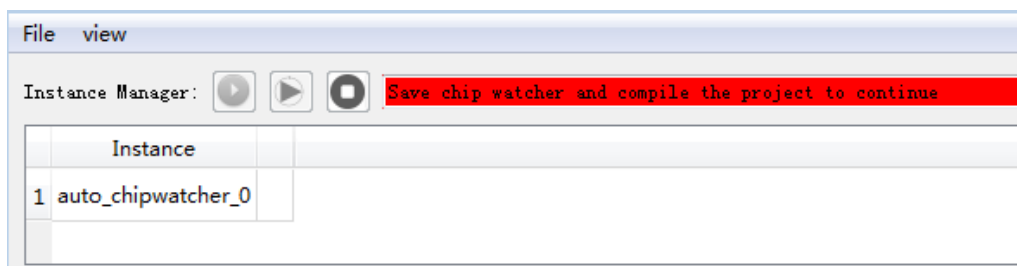 File view
Instance Manager: Save chip watcher and compile the project to continue
Instance
1 auto_chipwatcher_0